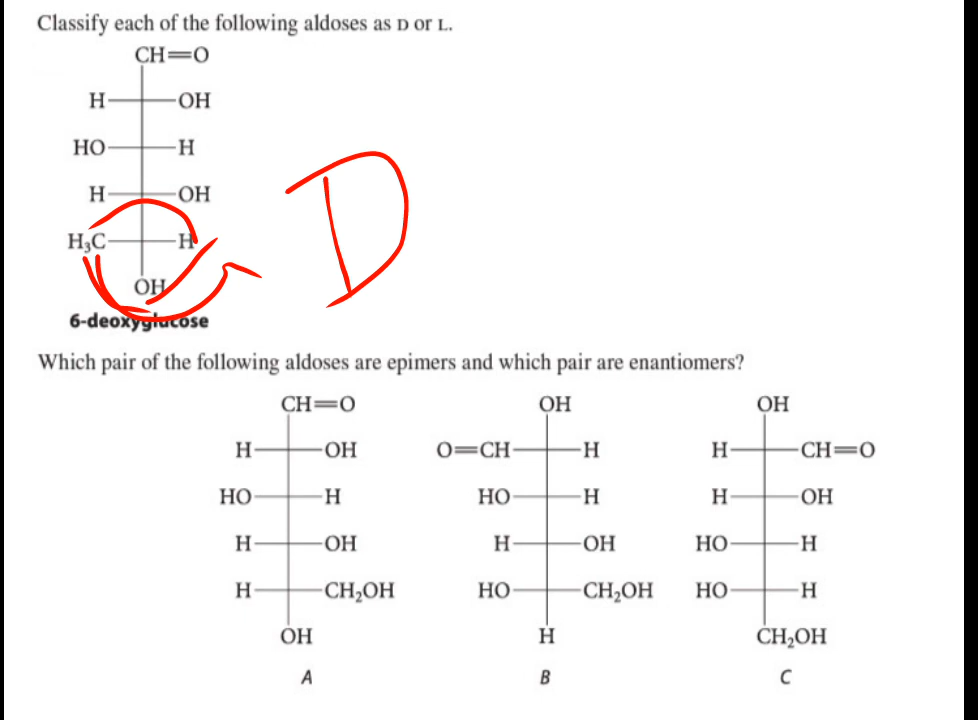 Classify each of the following aldoses as D or L.
CH=O
H OH
HO H
H OH
H₃C H
OH
D
6-deoxyglucose
Which pair of the following aldoses are epimers and which pair are enantiomers?
CH=O OH OH
H OH O=CH H H CH=O
HO H HO H H OH
H OH H OH HO H
H CH₂OH HO CH₂OH HO H
OH H CH₂OH
A B C